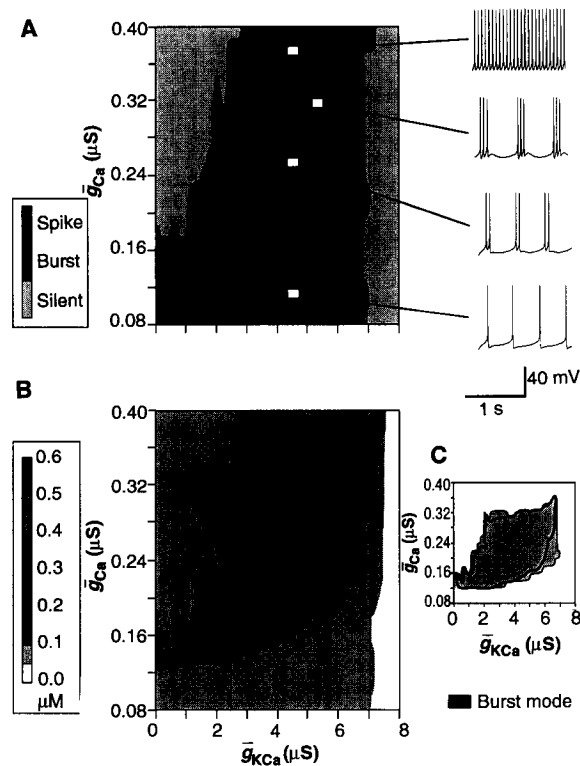 A
0.40
0.32
0.24
0.16
0.08
ḡCa (μS)
Spike
Burst
Silent
40 mV
1 s
B
0.40
0.32
0.24
0.16
0.08
ḡCa (μS)
0.6
0.5
0.4
0.3
0.2
0.1
0.0
μM
0 2 4 6 8
ḡKCa (μS)
C
0.40
0.32
0.24
0.16
0.08
ḡCa (μS)
0 2 4 6 8
ḡKCa (μS)
Burst mode